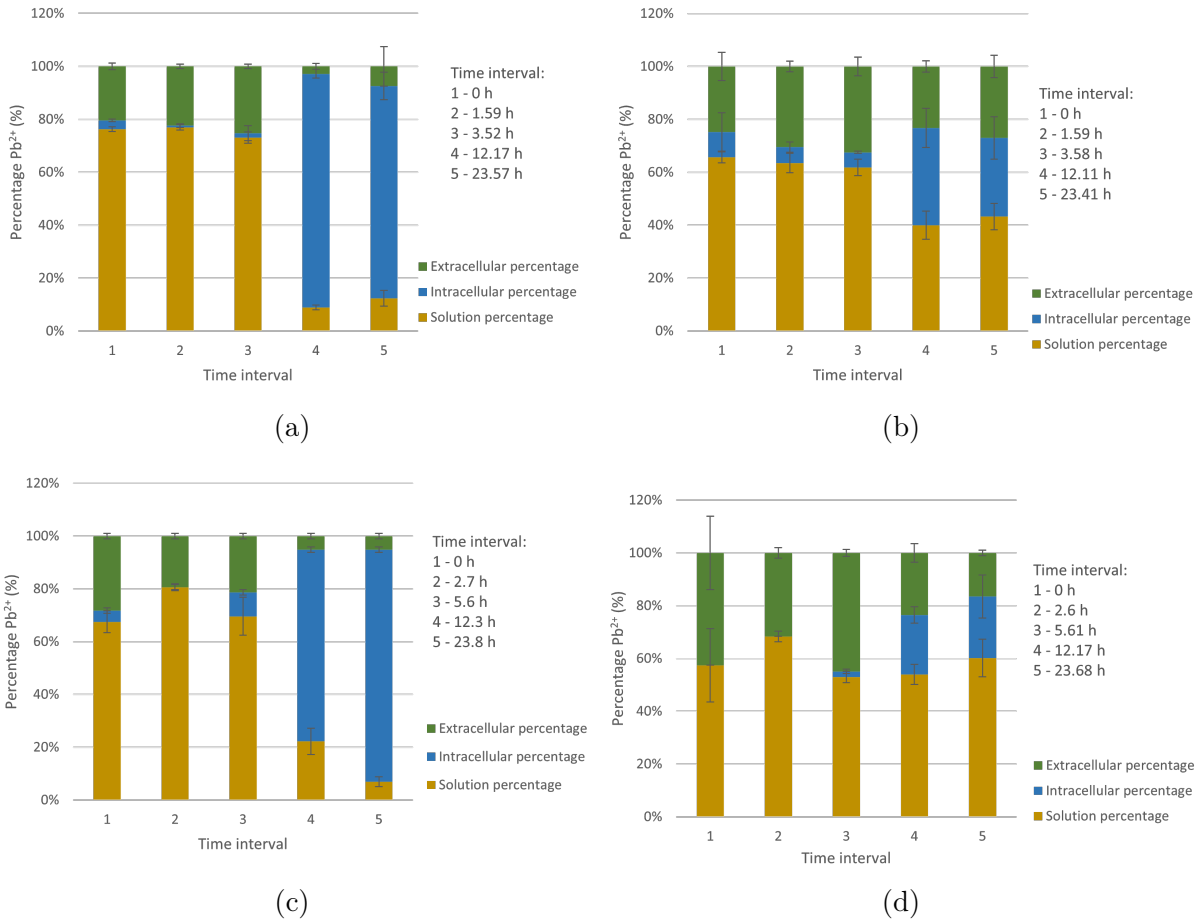 120%
100%
80%
60%
40%
20%
0%
Percentage Pb²⁺ (%)
1 2 3 4 5
Time interval
Time interval:
1 - 0 h
2 - 1.59 h
3 - 3.52 h
4 - 12.17 h
5 - 23.57 h
Extracellular percentage
Intracellular percentage
Solution percentage
(a)
120%
100%
80%
60%
40%
20%
0%
Percentage Pb²⁺ (%)
1 2 3 4 5
Time interval
Time interval:
1 - 0 h
2 - 1.59 h
3 - 3.58 h
4 - 12.11 h
5 - 23.41 h
Extracellular percentage
Intracellular percentage
Solution percentage
(b)
120%
100%
80%
60%
40%
20%
0%
Percentage Pb²⁺ (%)
1 2 3 4 5
Time interval
Time interval:
1 - 0 h
2 - 2.7 h
3 - 5.6 h
4 - 12.3 h
5 - 23.8 h
Extracellular percentage
Intracellular percentage
Solution percentage
(c)
120%
100%
80%
60%
40%
20%
0%
Percentage Pb²⁺ (%)
1 2 3 4 5
Time interval
Time interval:
1 - 0 h
2 - 2.6 h
3 - 5.61 h
4 - 12.17 h
5 - 23.68 h
Extracellular percentage
Intracellular percentage
Solution percentage
(d)